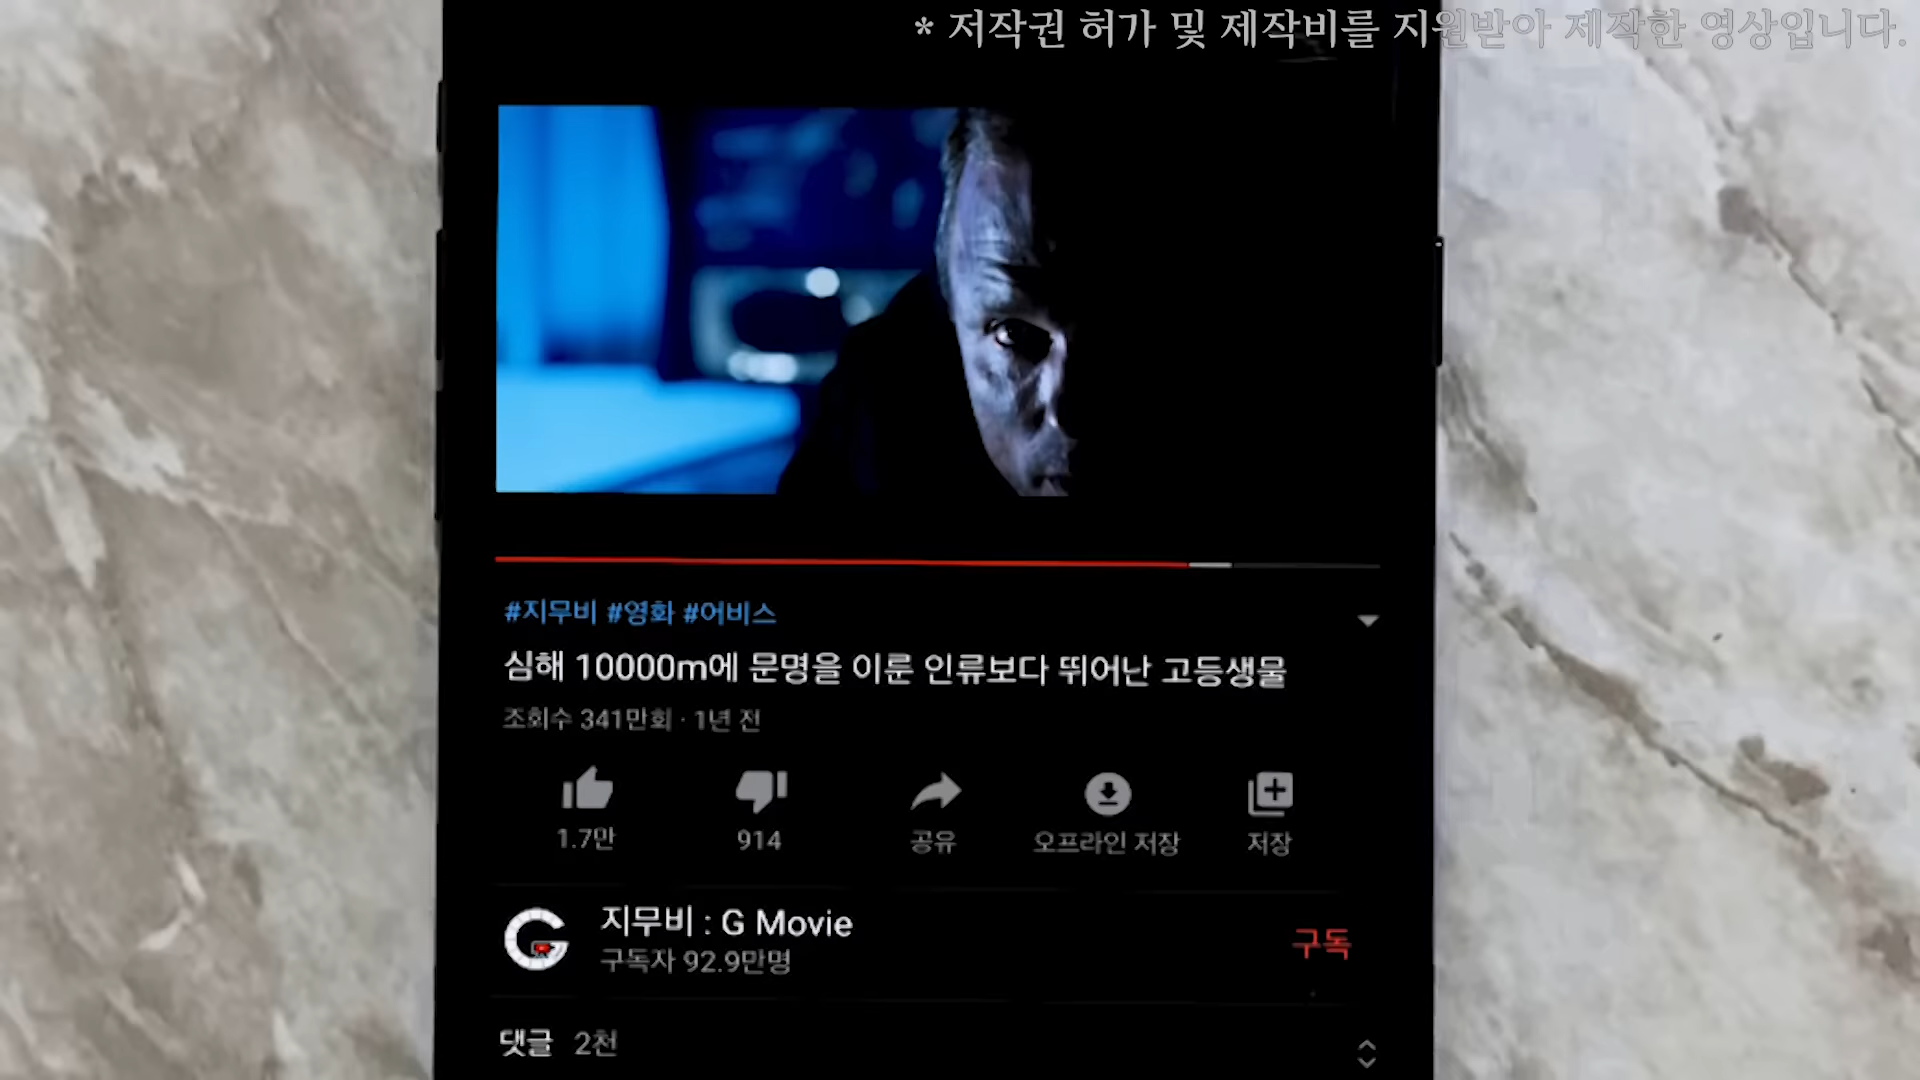 * 저작권 허가 및 제작비를 지원받아 제작한 영상입니다.
#지무비 #영화 #어비스
심해 10000m에 문명을 이룬 인류보다 뛰어난 고등생물
조회수 341만회 · 1년 전
1.7만
914
공유
오프라인 저장
저장
지무비 : G Movie
구독자 92.9만명
구독
댓글 2천